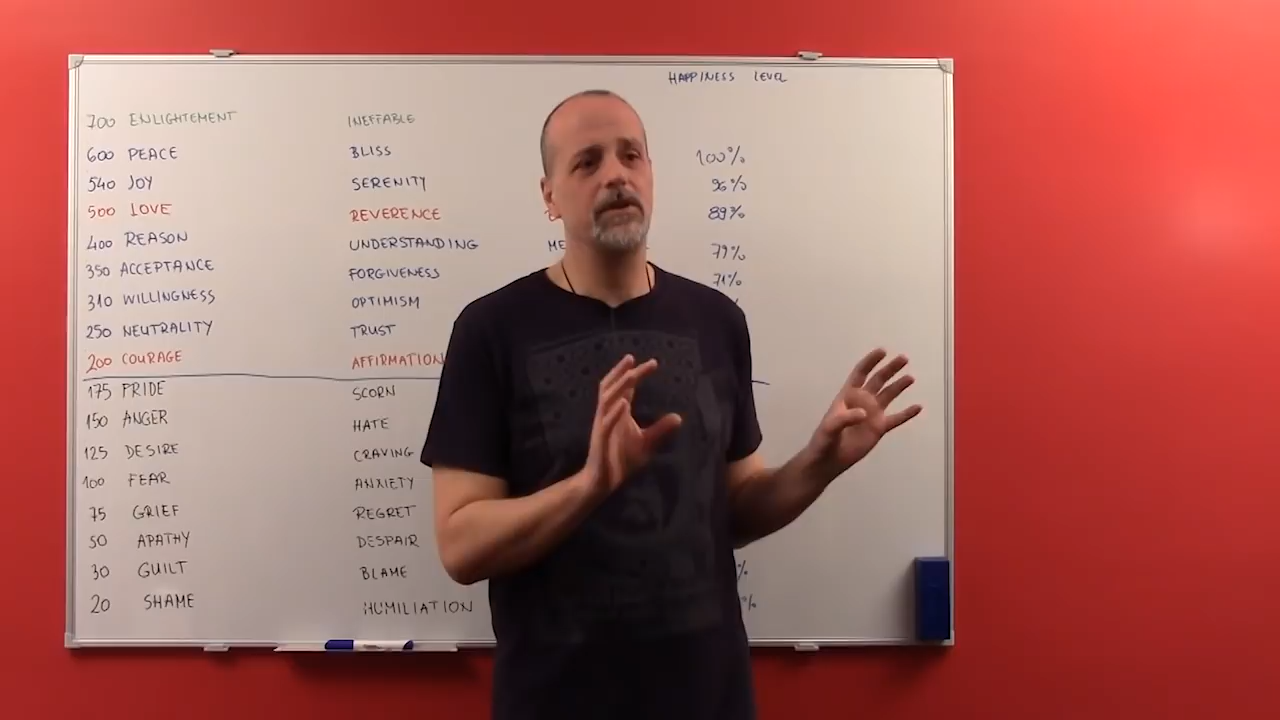 HAPPINESS LEVEL
700 ENLIGHTEMENT INEFFABLE
600 PEACE BLISS 100%
540 JOY SERENITY 96%
500 LOVE REVERENCE 89%
400 REASON UNDERSTANDING ME 79%
350 ACCEPTANCE FORGIVENESS 71%
310 WILLINGNESS OPTIMISM %
250 NEUTRALITY TRUST
200 COURAGE AFFIRMATION
175 PRIDE SCORN
150 ANGER HATE
125 DESIRE CRAVING
100 FEAR ANXIETY
75 GRIEF REGRET
50 APATHY DESPAIR
30 GUILT BLAME %
20 SHAME HUMILIATION %